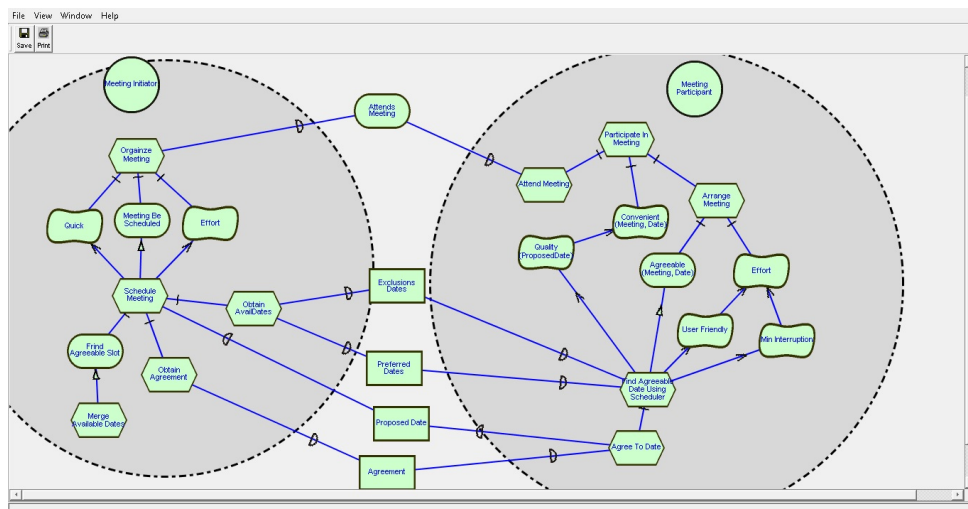 File View Window Help
Save Print
Meeting Initiator
Meeting
Participant
Attends
Meeting
Orgainze
Meeting
Participate In
Meeting
Attend Meeting
Arrange
Meeting
Quick
Meeting Be
Scheduled
Effort
Convenient
(Meeting, Date)
Quality
(ProposedDate)
Agreeable
(Meeting, Date)
Effort
Schedule
Meeting
Obtain
AvailDates
Exclusions
Dates
User Friendly
Min Interruption
Frind
Agreeable Slot
Obtain
Agreement
Preferred
Dates
Find Agreeable
Date Using
Scheduler
Merge
Available Dates
Proposed Date
Agree To Date
Agreement